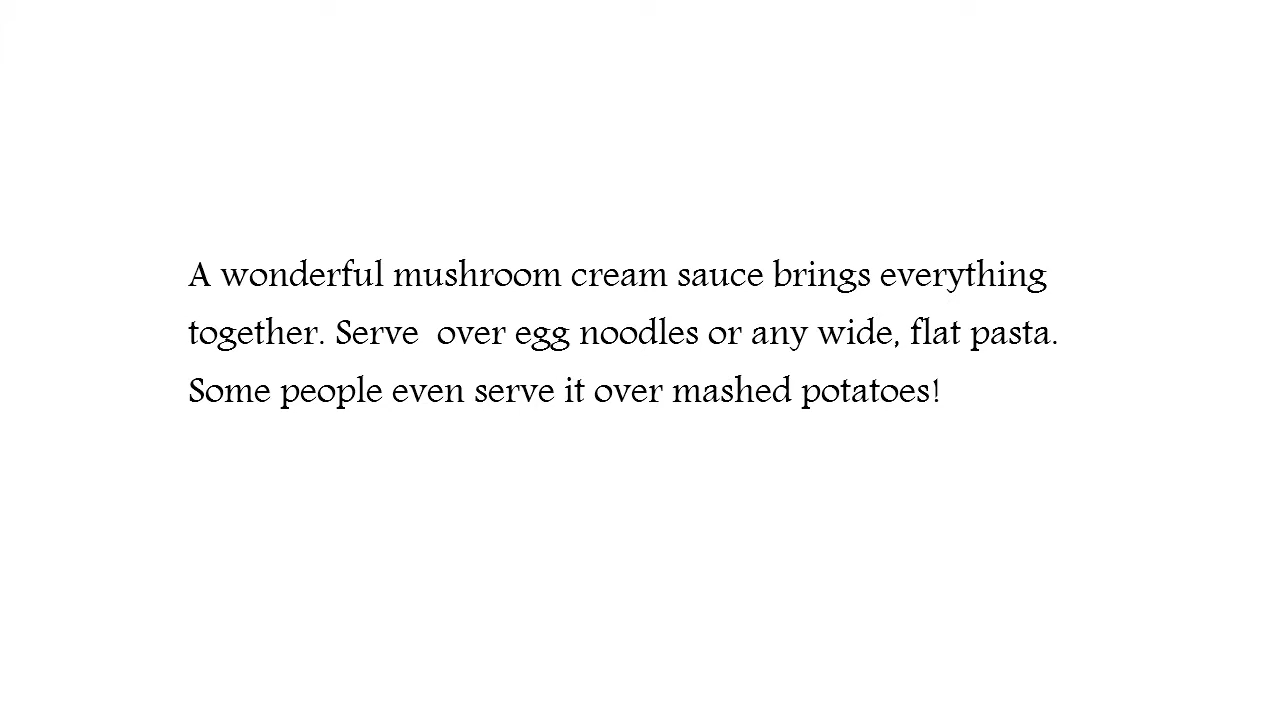 A wonderful mushroom cream sauce brings everything
together. Serve  over egg noodles or any wide, flat pasta.
Some people even serve it over mashed potatoes!